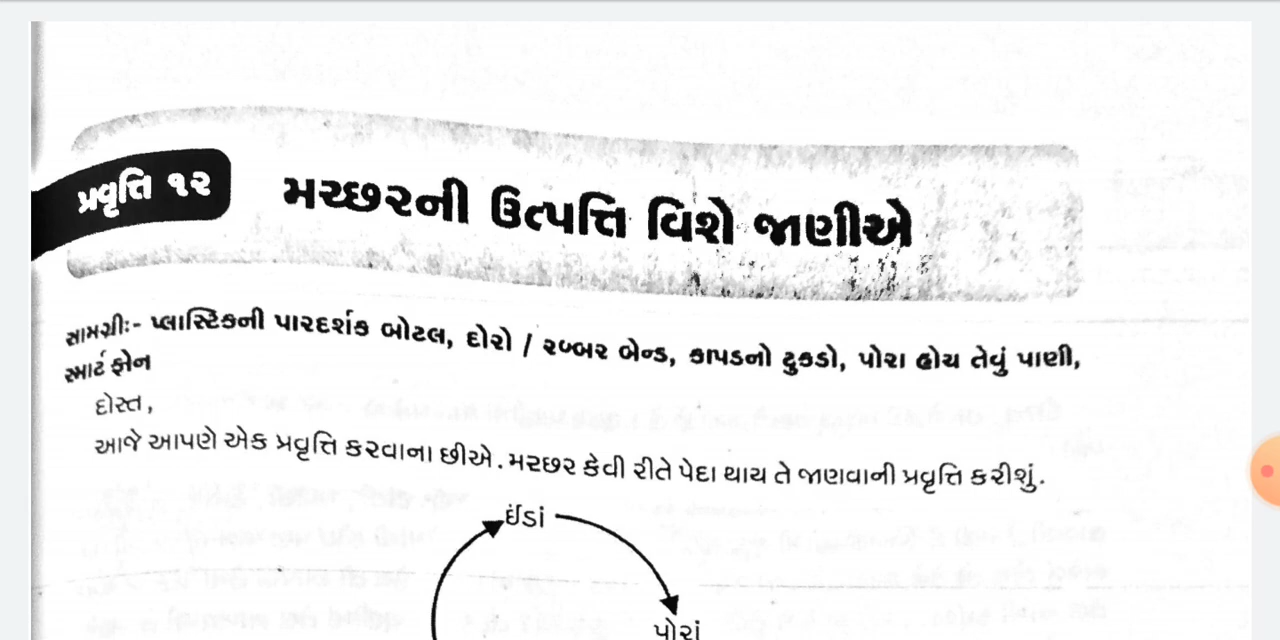 પ્રવૃત્તિ ૧૨
મચ્છરની ઉત્પત્તિ વિશે જાણીએ
સામગ્રીઃ- પ્લાસ્ટિકની પારદર્શક બોટલ, દોરો / રબ્બર બેન્ડ, કાપડનો ટુકડો, પોરા હોય તેવું પાણી,
સ્માર્ટ ફોન
દોસ્ત,
આજે આપણે એક પ્રવૃત્તિ કરવાના છીએ. મચ્છર કેવી રીતે પેદા થાય તે જાણવાની પ્રવૃત્તિ કરીશું.
ઈંડાં
પોરાં